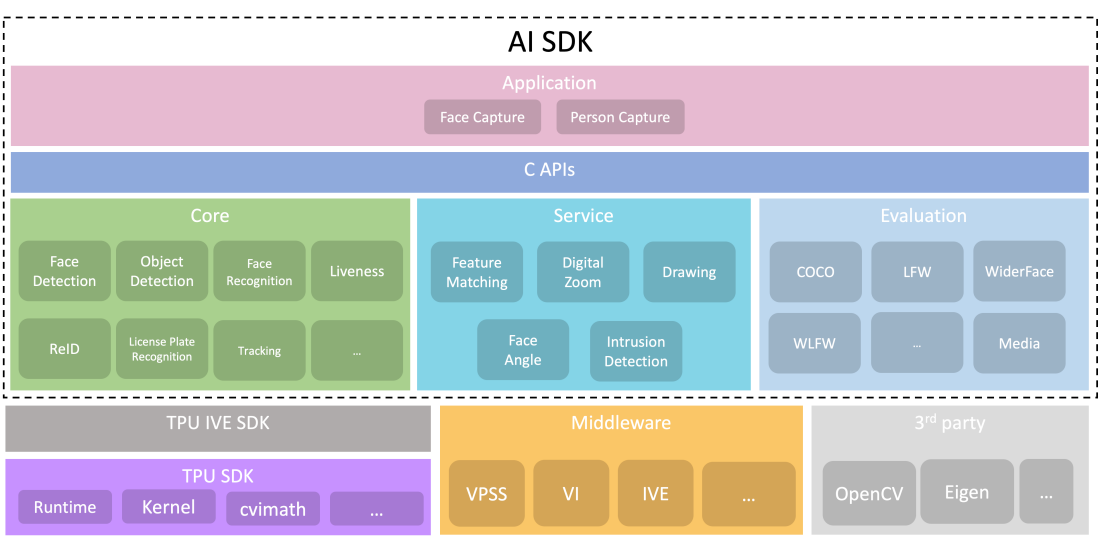 AI SDK
Application
Face Capture
Person Capture
C APIs
Core
Face
Detection
Object
Detection
Face
Recognition
Liveness
ReID
License Plate
Recognition
Tracking
...
Service
Feature
Matching
Digital
Zoom
Drawing
Face
Angle
Intrusion
Detection
Evaluation
COCO
LFW
WiderFace
WLFW
...
Media
TPU IVE SDK
TPU SDK
Runtime
Kernel
cvimath
...
Middleware
VPSS
VI
IVE
...
3rd party
OpenCV
Eigen
...